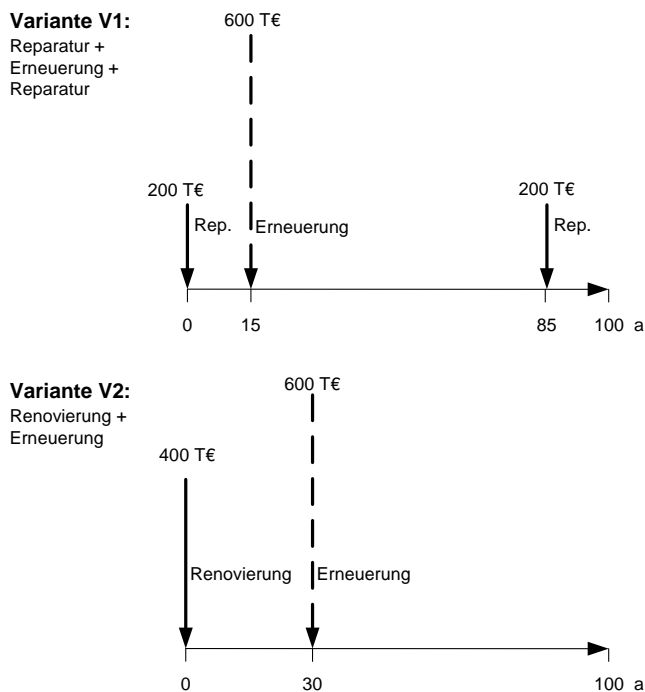 Variante V1:
600 T€
Reparatur +
Erneuerung +
Reparatur
200 T€
200 T€
Rep.
Erneuerung
Rep.
0
15
85
100 a
Variante V2:
600 T€
Renovierung +
Erneuerung
400 T€
Renovierung
Erneuerung
0
30
100 a